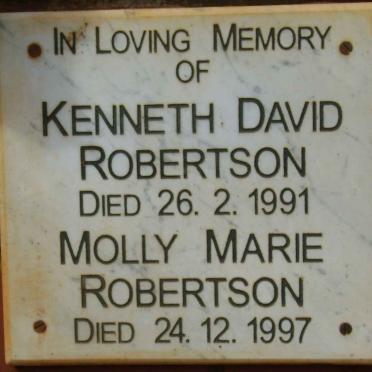 In Loving Memory
of
Kenneth David
Robertson
Died 26. 2. 1991
Molly Marie
Robertson
Died 24. 12. 1997